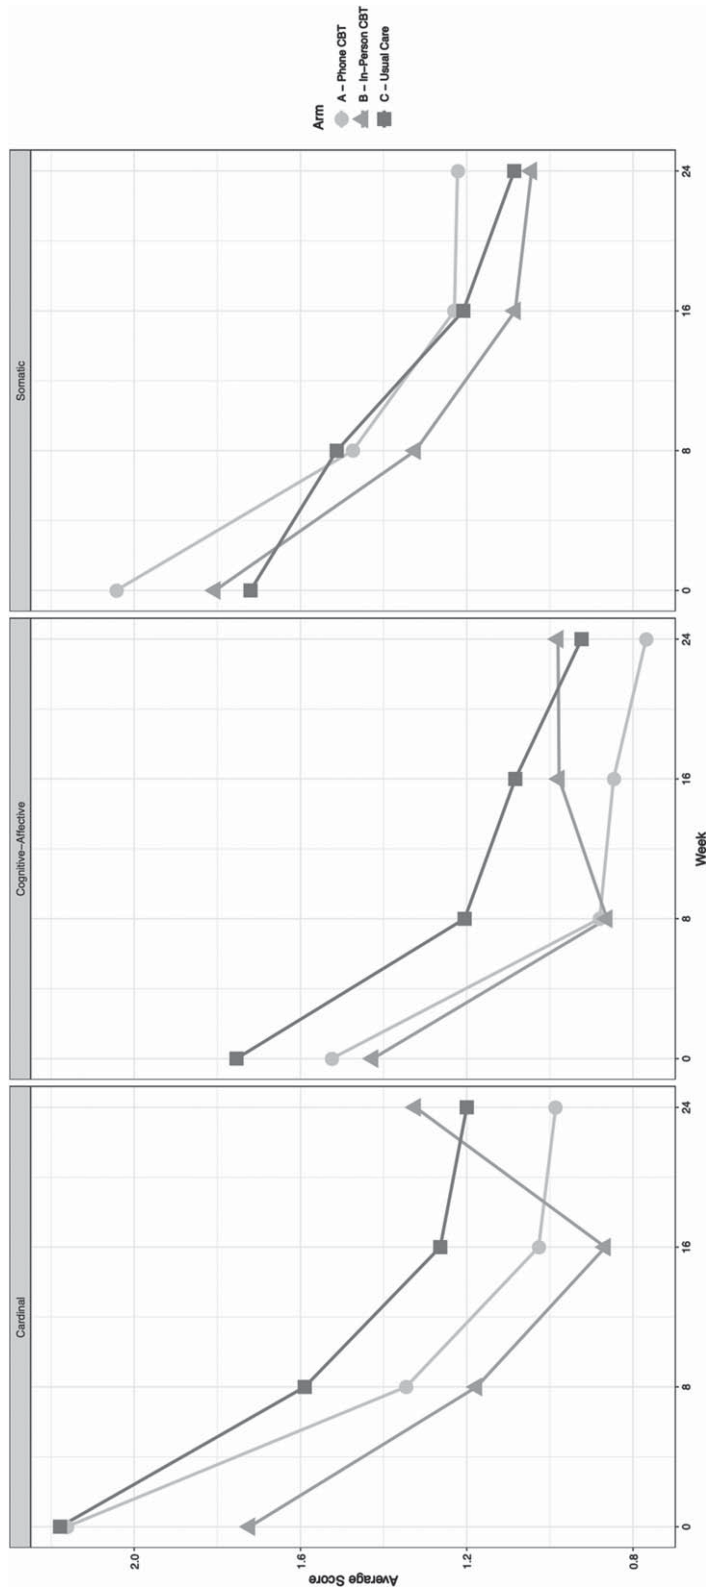 Cardinal
Cognitive−Affective
Somatic
Average Score
2.0
1.6
1.2
0.8
0
8
16
24
0
8
16
24
0
8
16
24
Week
Arm
A − Phone CBT
B − In−Person CBT
C − Usual Care